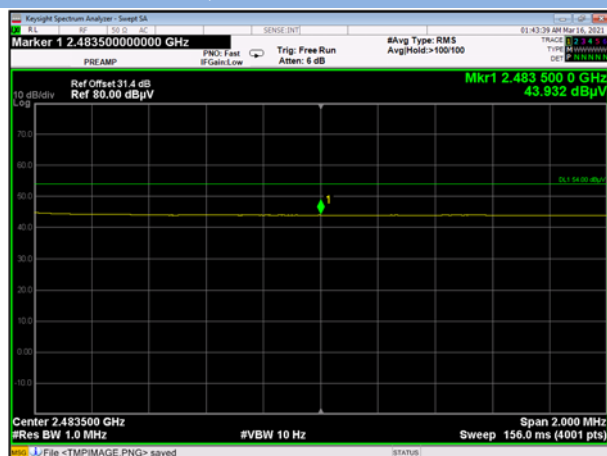 Keysight Spectrum Analyzer - Swept SA
RL RF 50 Ω AC SENSE:INT 01:43:39 AM Mar 16, 2021
Marker 1 2.483500000000 GHz
PREAMP
PNO: Fast
IFGain:Low
Trig: Free Run
Atten: 6 dB
#Avg Type: RMS
Avg|Hold:>100/100
TRACE 1 2 3 4 5
TYPE M
DET P N N N N N
Mkr1 2.483 500 0 GHz
43.932 dBµV
Ref Offset 31.4 dB
10 dB/div Ref 80.00 dBµV
Log
70.0
60.0
DL1 54.00 dBµV
50.0
1
40.0
30.0
20.0
10.0
0.00
-10.0
Center 2.483500 GHz Span 2.000 MHz
#Res BW 1.0 MHz #VBW 10 Hz Sweep 156.0 ms (4001 pts)
MSG File <TMPIMAGE.PNG> saved STATUS